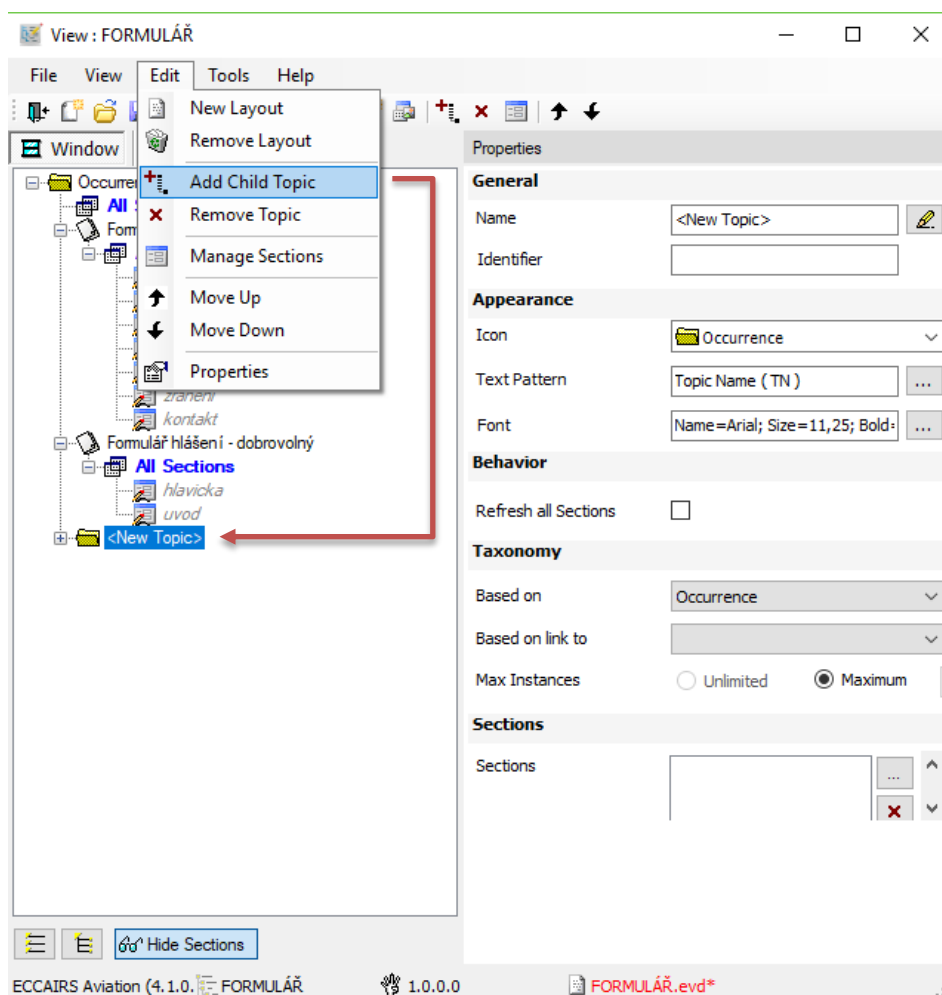 View : FORMULÁŘ
File View Edit Tools Help
New Layout
Remove Layout
Add Child Topic
Remove Topic
Manage Sections
Move Up
Move Down
Properties
Window
All
zranění
kontakt
Formulář hlášení - dobrovolný
All Sections
hlavicka
uvod
<New Topic>
Hide Sections
Properties
General
Name <New Topic>
Identifier
Appearance
Icon Occurrence
Text Pattern Topic Name ( TN ) ...
Font Name=Arial; Size=11,25; Bold= ...
Behavior
Refresh all Sections
Taxonomy
Based on Occurrence
Based on link to
Max Instances Unlimited Maximum
Sections
Sections ...
ECCAIRS Aviation (4.1.0. FORMULÁŘ 1.0.0.0 FORMULÁŘ.evd*